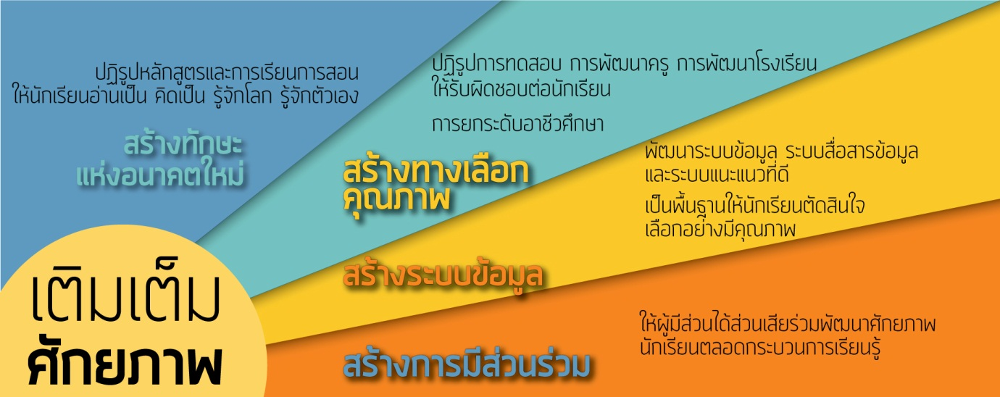 ปฏิรูปหลักสูตรและการเรียนการสอน
ให้นักเรียนอ่านเป็น คิดเป็น รู้จักโลก รู้จักตัวเอง
สร้างทักษะ
แห่งอนาคตใหม่
ปฏิรูปการทดสอบ การพัฒนาครู การพัฒนาโรงเรียน
ให้รับผิดชอบต่อนักเรียน
การยกระดับอาชีวศึกษา
สร้างทางเลือก
คุณภาพ
พัฒนาระบบข้อมูล ระบบสื่อสารข้อมูล
และระบบแนะแนวที่ดี
เป็นพื้นฐานให้นักเรียนตัดสินใจ
เลือกอย่างมีคุณภาพ
สร้างระบบข้อมูล
ให้ผู้มีส่วนได้ส่วนเสียร่วมพัฒนาศักยภาพ
นักเรียนตลอดกระบวนการเรียนรู้
สร้างการมีส่วนร่วม
เติมเต็ม
ศักยภาพ